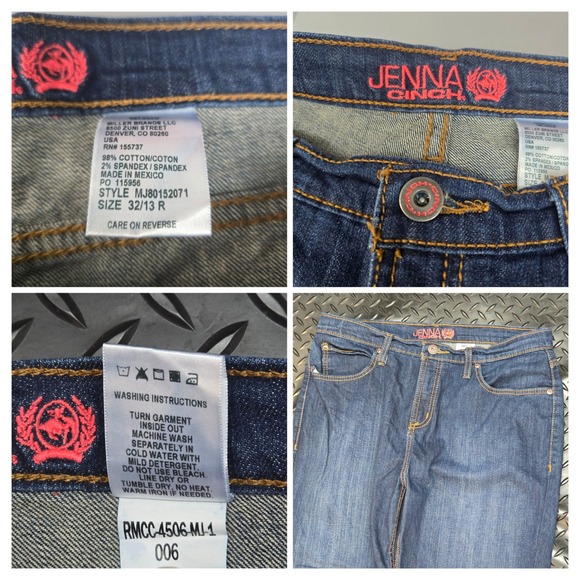 MILLER BRANDS LLC
8500 ZUNI STREET
DENVER, CO 80260
USA
RN# 155737
98% COTTON/COTON
2% SPANDEX / SPANDEX
MADE IN MEXICO
PO 115956
STYLE MJ80152071
SIZE 32/13 R
CARE ON REVERSE
JENNA
CINCH.
WASHING INSTRUCTIONS
TURN GARMENT
INSIDE OUT
MACHINE WASH
SEPARATELY IN
COLD WATER WITH
MILD DETERGENT.
DO NOT USE BLEACH.
LINE DRY OR
TUMBLE DRY, NO HEAT.
WARM IRON IF NEEDED.
RMCC-4506-MJ-1
006
JENNA
CINCH